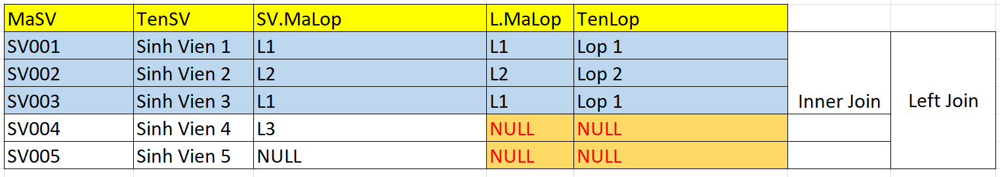 MaSV TenSV SV.MaLop L.MaLop TenLop
SV001 Sinh Vien 1 L1 L1 Lop 1
SV002 Sinh Vien 2 L2 L2 Lop 2
SV003 Sinh Vien 3 L1 L1 Lop 1 Inner Join Left Join
SV004 Sinh Vien 4 L3 NULL NULL
SV005 Sinh Vien 5 NULL NULL NULL